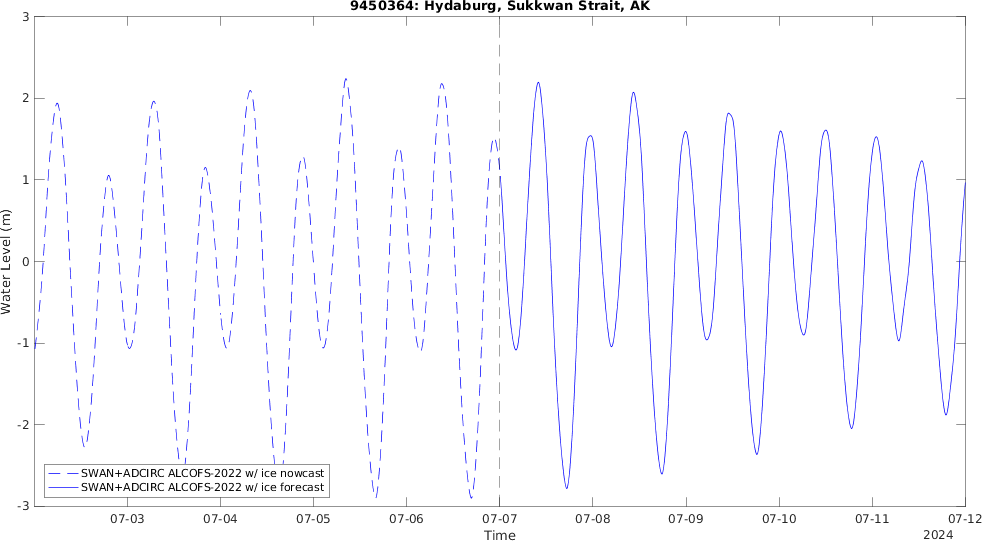 9450364: Hydaburg, Sukkwan Strait, AK
3
2
1
0
-1
-2
-3
Water Level (m)
SWAN+ADCIRC ALCOFS-2022 w/ ice nowcast
SWAN+ADCIRC ALCOFS-2022 w/ ice forecast
07-03 07-04 07-05 07-06 07-07 07-08 07-09 07-10 07-11 07-12
Time
2024